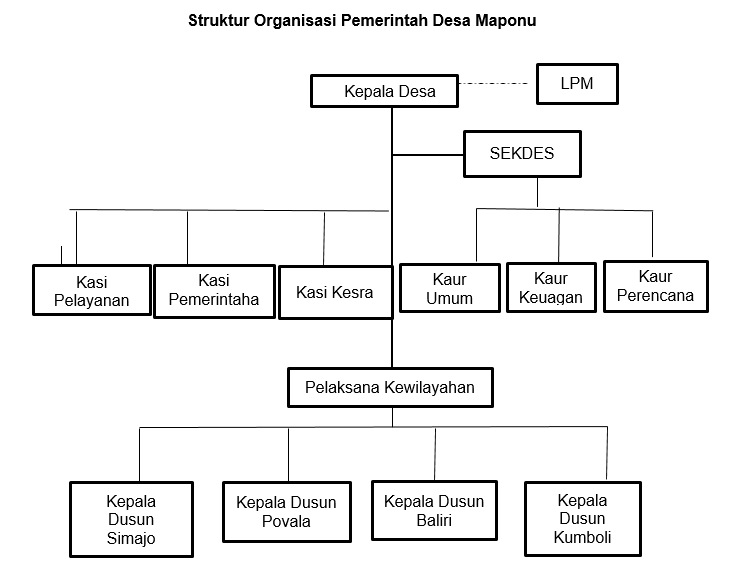 Struktur Organisasi Pemerintah Desa Maponu
Kepala Desa
LPM
SEKDES
Kasi
Pelayanan
Kasi
Pemerintaha
Kasi Kesra
Kaur
Umum
Kaur
Keuagan
Kaur
Perencana
Pelaksana Kewilayahan
Kepala
Dusun
Simajo
Kepala Dusun
Povala
Kepala Dusun
Baliri
Kepala
Dusun
Kumboli